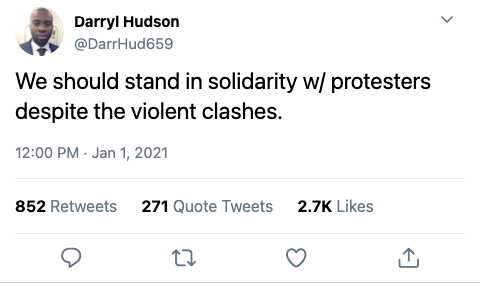 Darryl Hudson
@DarrHud659
We should stand in solidarity w/ protesters
despite the violent clashes.
12:00 PM · Jan 1, 2021
852 Retweets 271 Quote Tweets 2.7K Likes